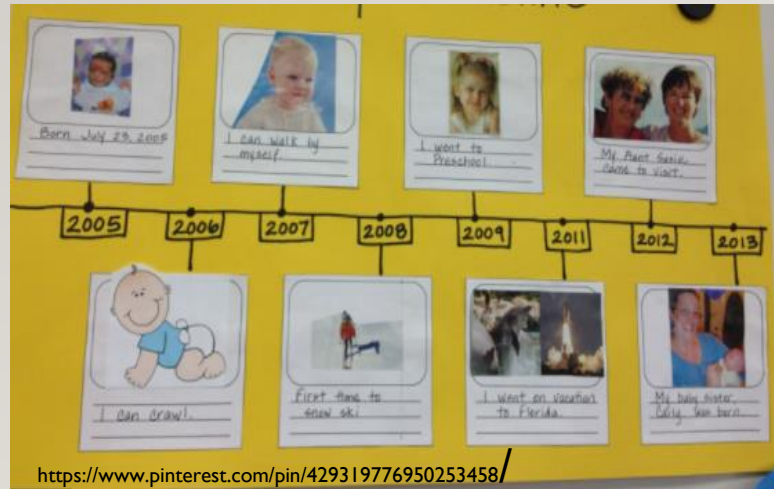 Born July 23, 2005
I can walk by
myself.
I went to
Preschool.
My Aunt Susie
came to visit.
2005
2006
2007
2008
2009
2011
2012
2013
I can crawl.
First time to
snow ski
I went on vacation
to Florida.
My baby sister,
Carly was born.
https://www.pinterest.com/pin/429319776950253458/